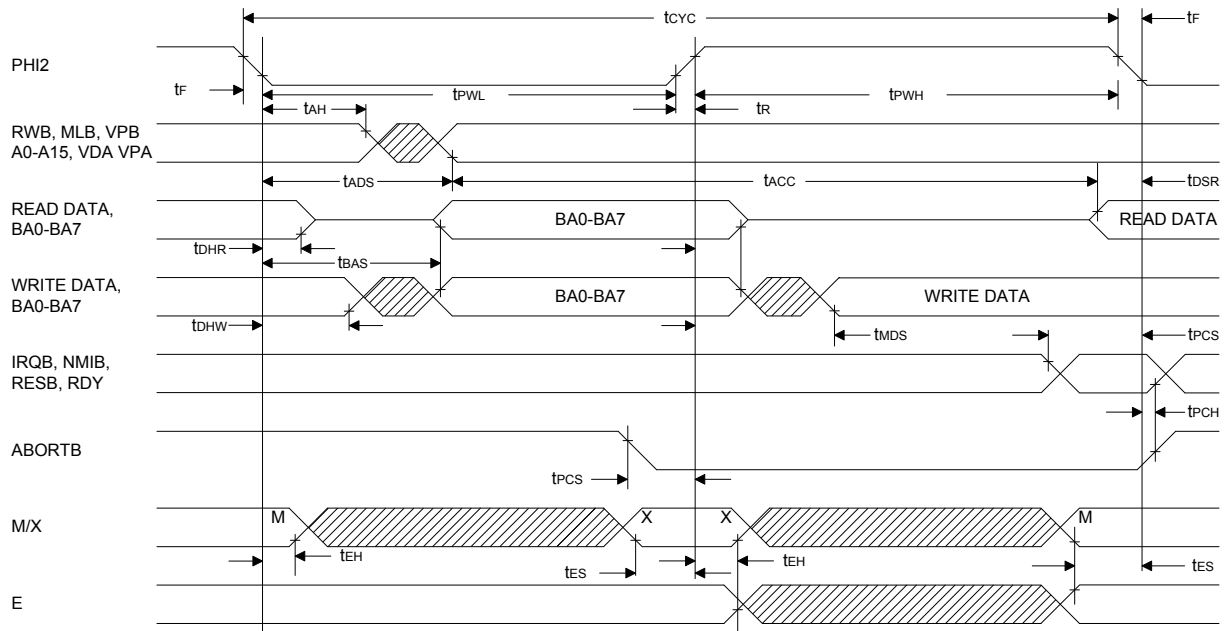 tCYC
tF
PHI2
tF
tPWL
tPWH
tAH
tR
RWB, MLB, VPB
A0-A15, VDA VPA
tADS
tACC
tDSR
READ DATA,
BA0-BA7
BA0-BA7
READ DATA
tDHR
tBAS
WRITE DATA,
BA0-BA7
BA0-BA7
WRITE DATA
tDHW
tMDS
tPCS
IRQB, NMIB,
RESB, RDY
tPCH
ABORTB
tPCS
M/X
M
X
X
M
tEH
tES
tEH
tES
E